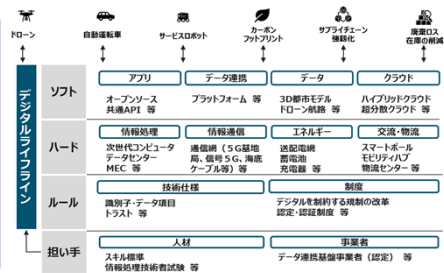 ドローン
自動運転車
サービスロボット
カーボン
フットプリント
サプライチェーン
強靱化
廃棄ロス
在庫の削減
デジタルライフライン
ソフト
アプリ
オープンソース
共通API 等
データ連携
プラットフォーム 等
データ
3D都市モデル
ドローン航路 等
クラウド
ハイブリッドクラウド
超分散クラウド 等
ハード
情報処理
次世代コンピュータ
データセンター
MEC 等
情報通信
通信網（5G基地
局、信号5G、海底
ケーブル等）等
エネルギー
送配電網
蓄電池
充電器 等
交流・物流
スマートポール
モビリティハブ
物流センター 等
ルール
技術仕様
識別子・データ項目
トラスト 等
制度
デジタルを制約する規制の改革
認定・認証制度 等
担い手
人材
スキル標準
情報処理技術者試験 等
事業者
データ連携基盤事業者（認定） 等